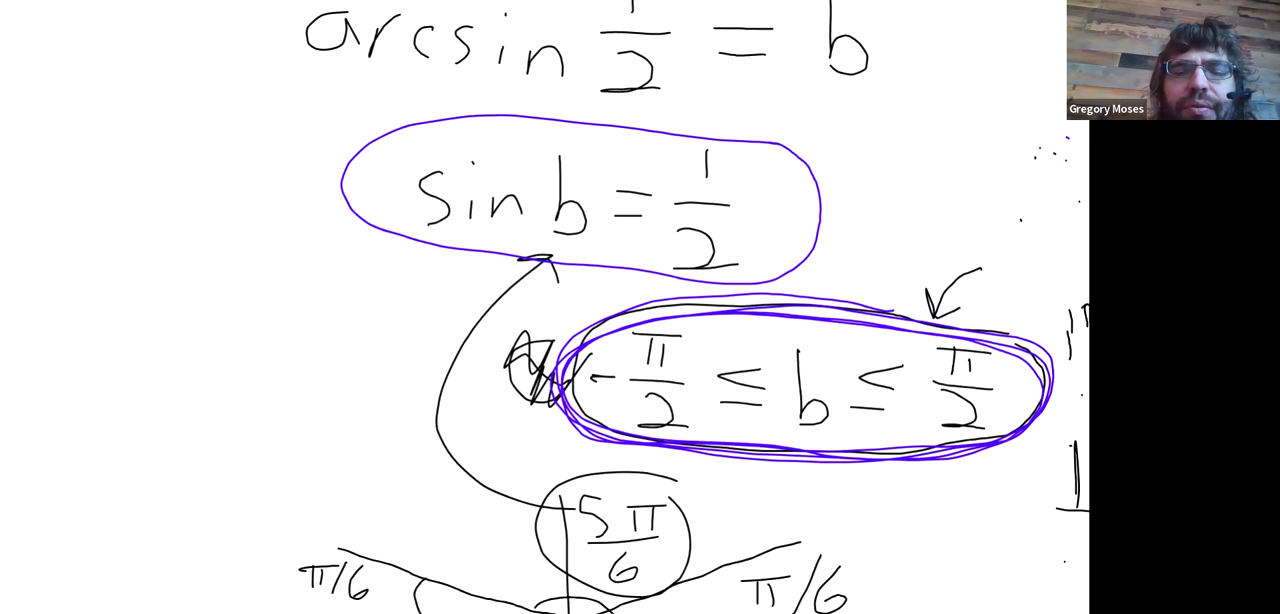 arcsin 1/2 = b
Gregory Moses
sin b = 1/2
-π/2 ≤ b ≤ π/2
5π/6
π/6 π/6